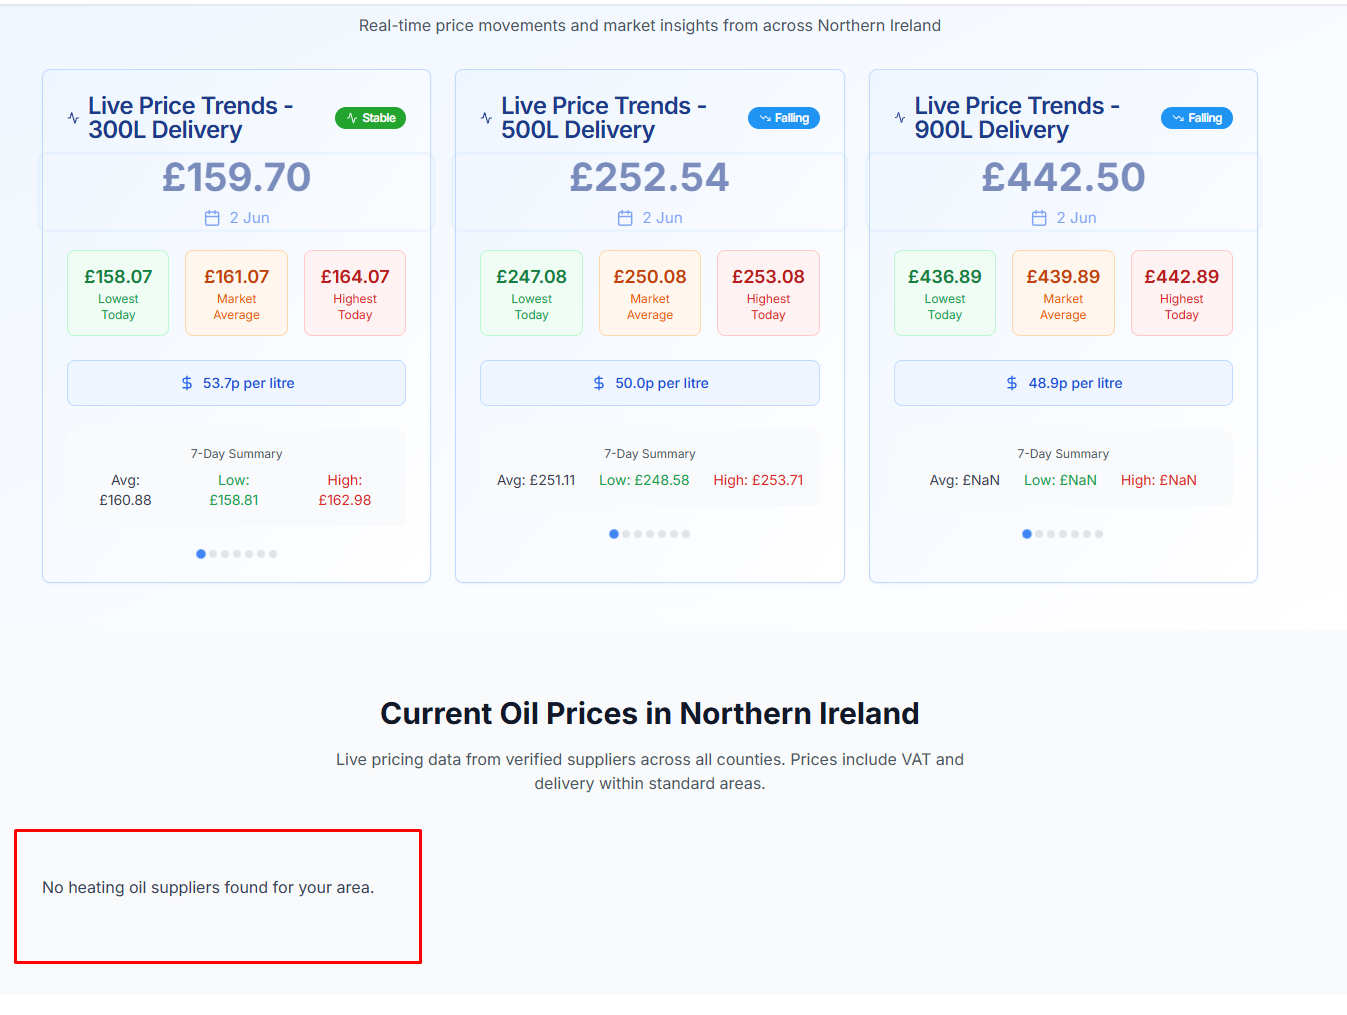 Real-time price movements and market insights from across Northern Ireland
Live Price Trends -
300L Delivery
Stable
£159.70
2 Jun
£158.07
Lowest
Today
£161.07
Market
Average
£164.07
Highest
Today
$ 53.7p per litre
7-Day Summary
Avg:
£160.88
Low:
£158.81
High:
£162.98
Live Price Trends -
500L Delivery
Falling
£252.54
2 Jun
£247.08
Lowest
Today
£250.08
Market
Average
£253.08
Highest
Today
$ 50.0p per litre
7-Day Summary
Avg: £251.11
Low: £248.58
High: £253.71
Live Price Trends -
900L Delivery
Falling
£442.50
2 Jun
£436.89
Lowest
Today
£439.89
Market
Average
£442.89
Highest
Today
$ 48.9p per litre
7-Day Summary
Avg: £NaN
Low: £NaN
High: £NaN
Current Oil Prices in Northern Ireland
Live pricing data from verified suppliers across all counties. Prices include VAT and
delivery within standard areas.
No heating oil suppliers found for your area.